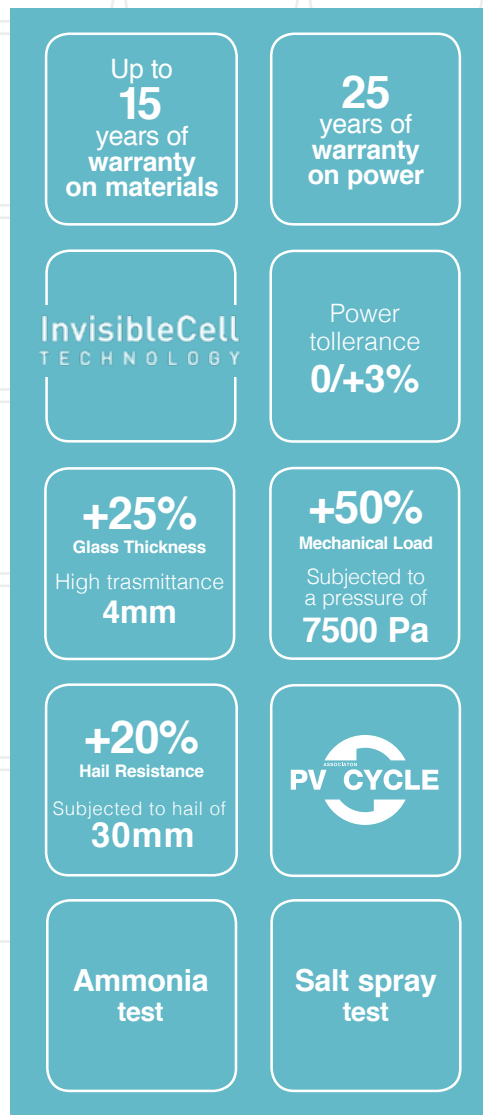 Up to
15
years of
warranty
on materials
25
years of
warranty
on power
InvisibleCell
TECHNOLOGY
Power
tollerance
0/+3%
+25%
Glass Thickness
High trasmittance
4mm
+50%
Mechanical Load
Subjected to
a pressure of
7500 Pa
+20%
Hail Resistance
Subjected to hail of
30mm
ASSOCIATION
PV CYCLE
Ammonia
test
Salt spray
test